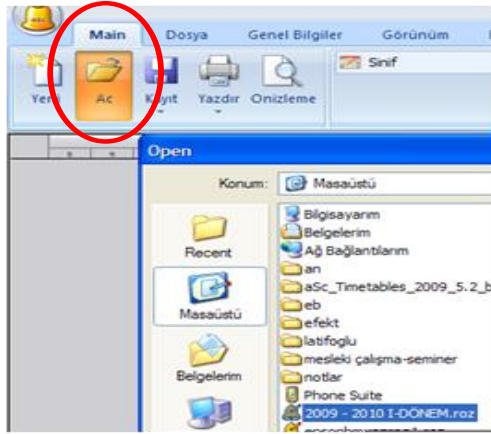 Main Dosya Genel Bilgiler Görünüm
Yeni Aç Kayıt Yazdır Onizleme
Sinif
Open
Konum: Masaüstü
Recent
Masaüstü
Belgelerim
Bilgisayarım
Belgelerim
Ağ Bağlantılarım
an
aSc_Timetables_2009_5.2_b
eb
efekt
latifoglu
mesleki çalışma-seminer
notlar
Phone Suite
2009 - 2010 I-DÖNEM.roz